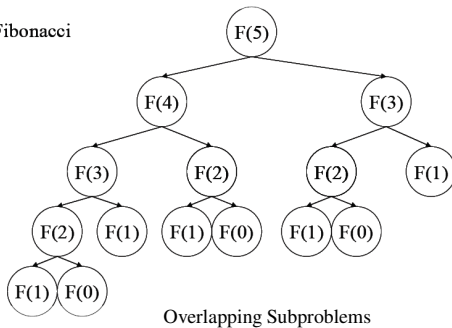 Fibonacci
F(5)
F(4) F(3)
F(3) F(2) F(2) F(1)
F(2) F(1) F(1) F(0) F(1) F(0)
F(1) F(0)
Overlapping Subproblems